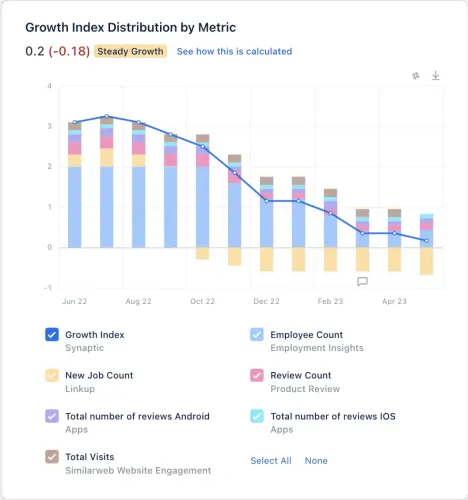 Growth Index Distribution by Metric
0.2 (-0.18) Steady Growth See how this is calculated
4
3
2
1
0
-1
Jun 22 Aug 22 Oct 22 Dec 22 Feb 23 Apr 23
Growth Index
Synaptic
Employee Count
Employment Insights
New Job Count
Linkup
Review Count
Product Review
Total number of reviews Android
Apps
Total number of reviews IOS
Apps
Total Visits
Similarweb Website Engagement
Select All None